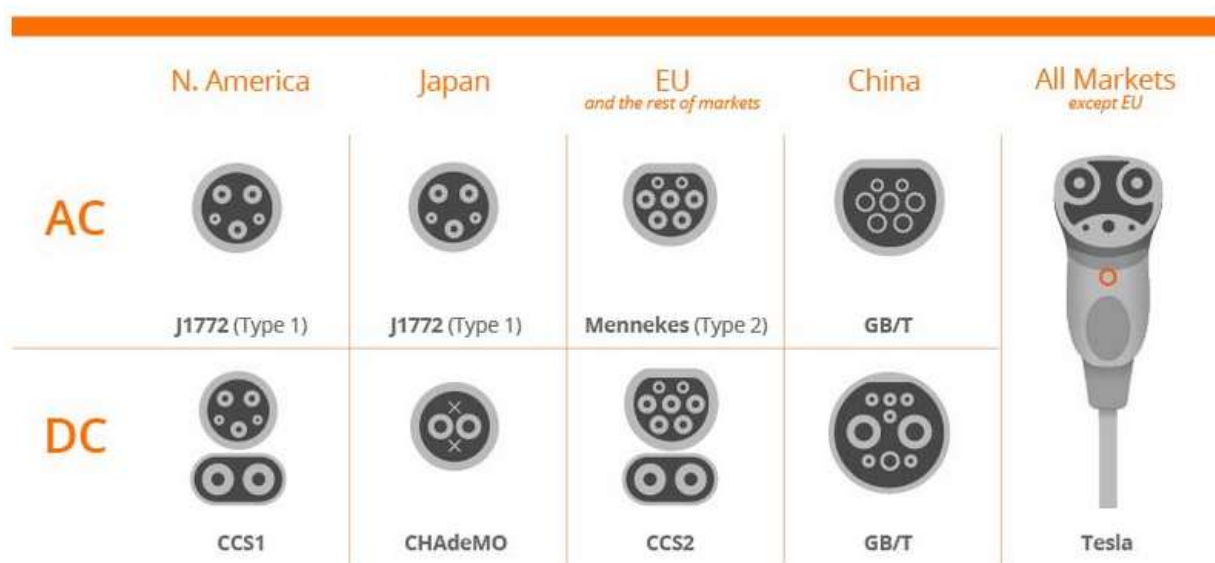 N. America
Japan
EU
and the rest of markets
China
All Markets
except EU
AC
J1772 (Type 1)
J1772 (Type 1)
Mennekes (Type 2)
GB/T
DC
CCS1
CHAdeMO
CCS2
GB/T
Tesla